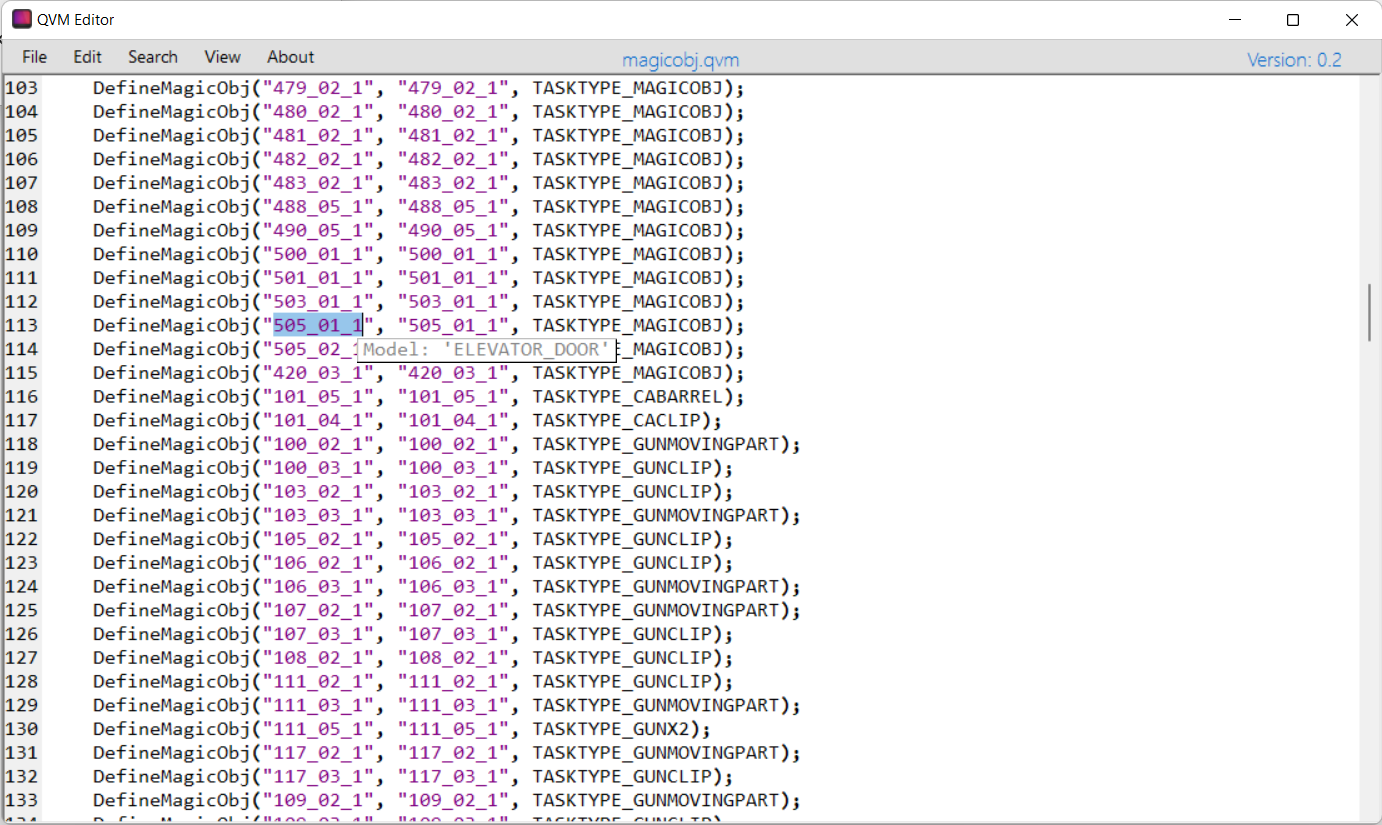 QVM Editor
File Edit Search View About magicobj.qvm Version: 0.2
103 DefineMagicObj("479_02_1", "479_02_1", TASKTYPE_MAGICOBJ);
104 DefineMagicObj("480_02_1", "480_02_1", TASKTYPE_MAGICOBJ);
105 DefineMagicObj("481_02_1", "481_02_1", TASKTYPE_MAGICOBJ);
106 DefineMagicObj("482_02_1", "482_02_1", TASKTYPE_MAGICOBJ);
107 DefineMagicObj("483_02_1", "483_02_1", TASKTYPE_MAGICOBJ);
108 DefineMagicObj("488_05_1", "488_05_1", TASKTYPE_MAGICOBJ);
109 DefineMagicObj("490_05_1", "490_05_1", TASKTYPE_MAGICOBJ);
110 DefineMagicObj("500_01_1", "500_01_1", TASKTYPE_MAGICOBJ);
111 DefineMagicObj("501_01_1", "501_01_1", TASKTYPE_MAGICOBJ);
112 DefineMagicObj("503_01_1", "503_01_1", TASKTYPE_MAGICOBJ);
113 DefineMagicObj("505_01_1", "505_01_1", TASKTYPE_MAGICOBJ);
114 DefineMagicObj("505_02_1 Model: 'ELEVATOR_DOOR' E_MAGICOBJ);
115 DefineMagicObj("420_03_1", "420_03_1", TASKTYPE_MAGICOBJ);
116 DefineMagicObj("101_05_1", "101_05_1", TASKTYPE_CABARREL);
117 DefineMagicObj("101_04_1", "101_04_1", TASKTYPE_CACLIP);
118 DefineMagicObj("100_02_1", "100_02_1", TASKTYPE_GUNMOVINGPART);
119 DefineMagicObj("100_03_1", "100_03_1", TASKTYPE_GUNCLIP);
120 DefineMagicObj("103_02_1", "103_02_1", TASKTYPE_GUNCLIP);
121 DefineMagicObj("103_03_1", "103_03_1", TASKTYPE_GUNMOVINGPART);
122 DefineMagicObj("105_02_1", "105_02_1", TASKTYPE_GUNCLIP);
123 DefineMagicObj("106_02_1", "106_02_1", TASKTYPE_GUNCLIP);
124 DefineMagicObj("106_03_1", "106_03_1", TASKTYPE_GUNMOVINGPART);
125 DefineMagicObj("107_02_1", "107_02_1", TASKTYPE_GUNMOVINGPART);
126 DefineMagicObj("107_03_1", "107_03_1", TASKTYPE_GUNCLIP);
127 DefineMagicObj("108_02_1", "108_02_1", TASKTYPE_GUNCLIP);
128 DefineMagicObj("111_02_1", "111_02_1", TASKTYPE_GUNCLIP);
129 DefineMagicObj("111_03_1", "111_03_1", TASKTYPE_GUNMOVINGPART);
130 DefineMagicObj("111_05_1", "111_05_1", TASKTYPE_GUNX2);
131 DefineMagicObj("117_02_1", "117_02_1", TASKTYPE_GUNMOVINGPART);
132 DefineMagicObj("117_03_1", "117_03_1", TASKTYPE_GUNCLIP);
133 DefineMagicObj("109_02_1", "109_02_1", TASKTYPE_GUNMOVINGPART);